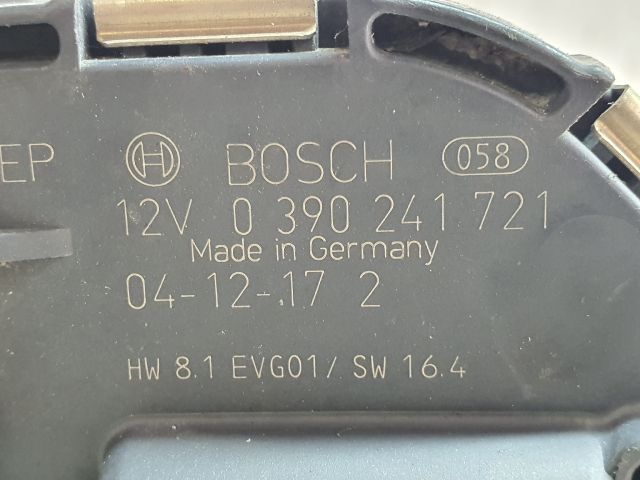 EP BOSCH 058
12V 0 390 241 721
Made in Germany
04-12-17 2
HW 8.1 EVG01/ SW 16.4